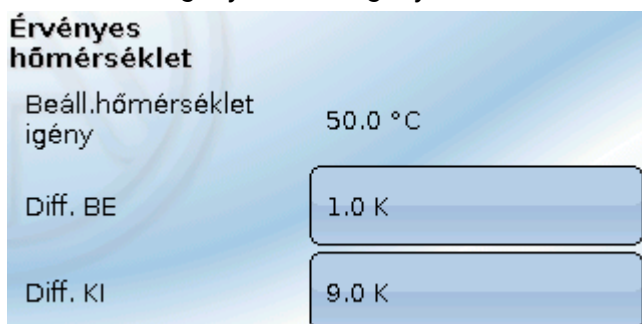 Érvényes
hőmérséklet
Beáll.hőmérséklet
igény
50.0 °C
Diff. BE
1.0 K
Diff. KI
9.0 K